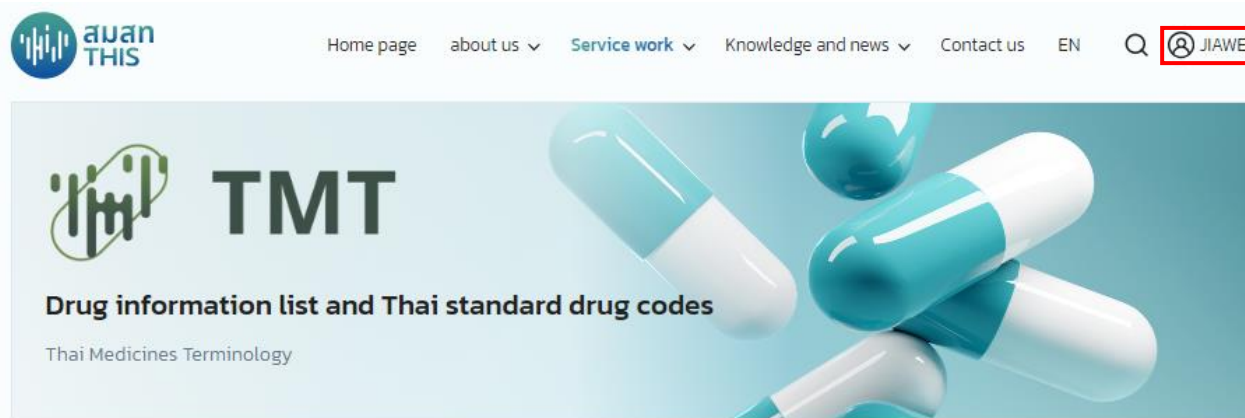 สมสท
THIS
Home page about us Service work Knowledge and news Contact us EN JIAWE
TMT
Drug information list and Thai standard drug codes
Thai Medicines Terminology